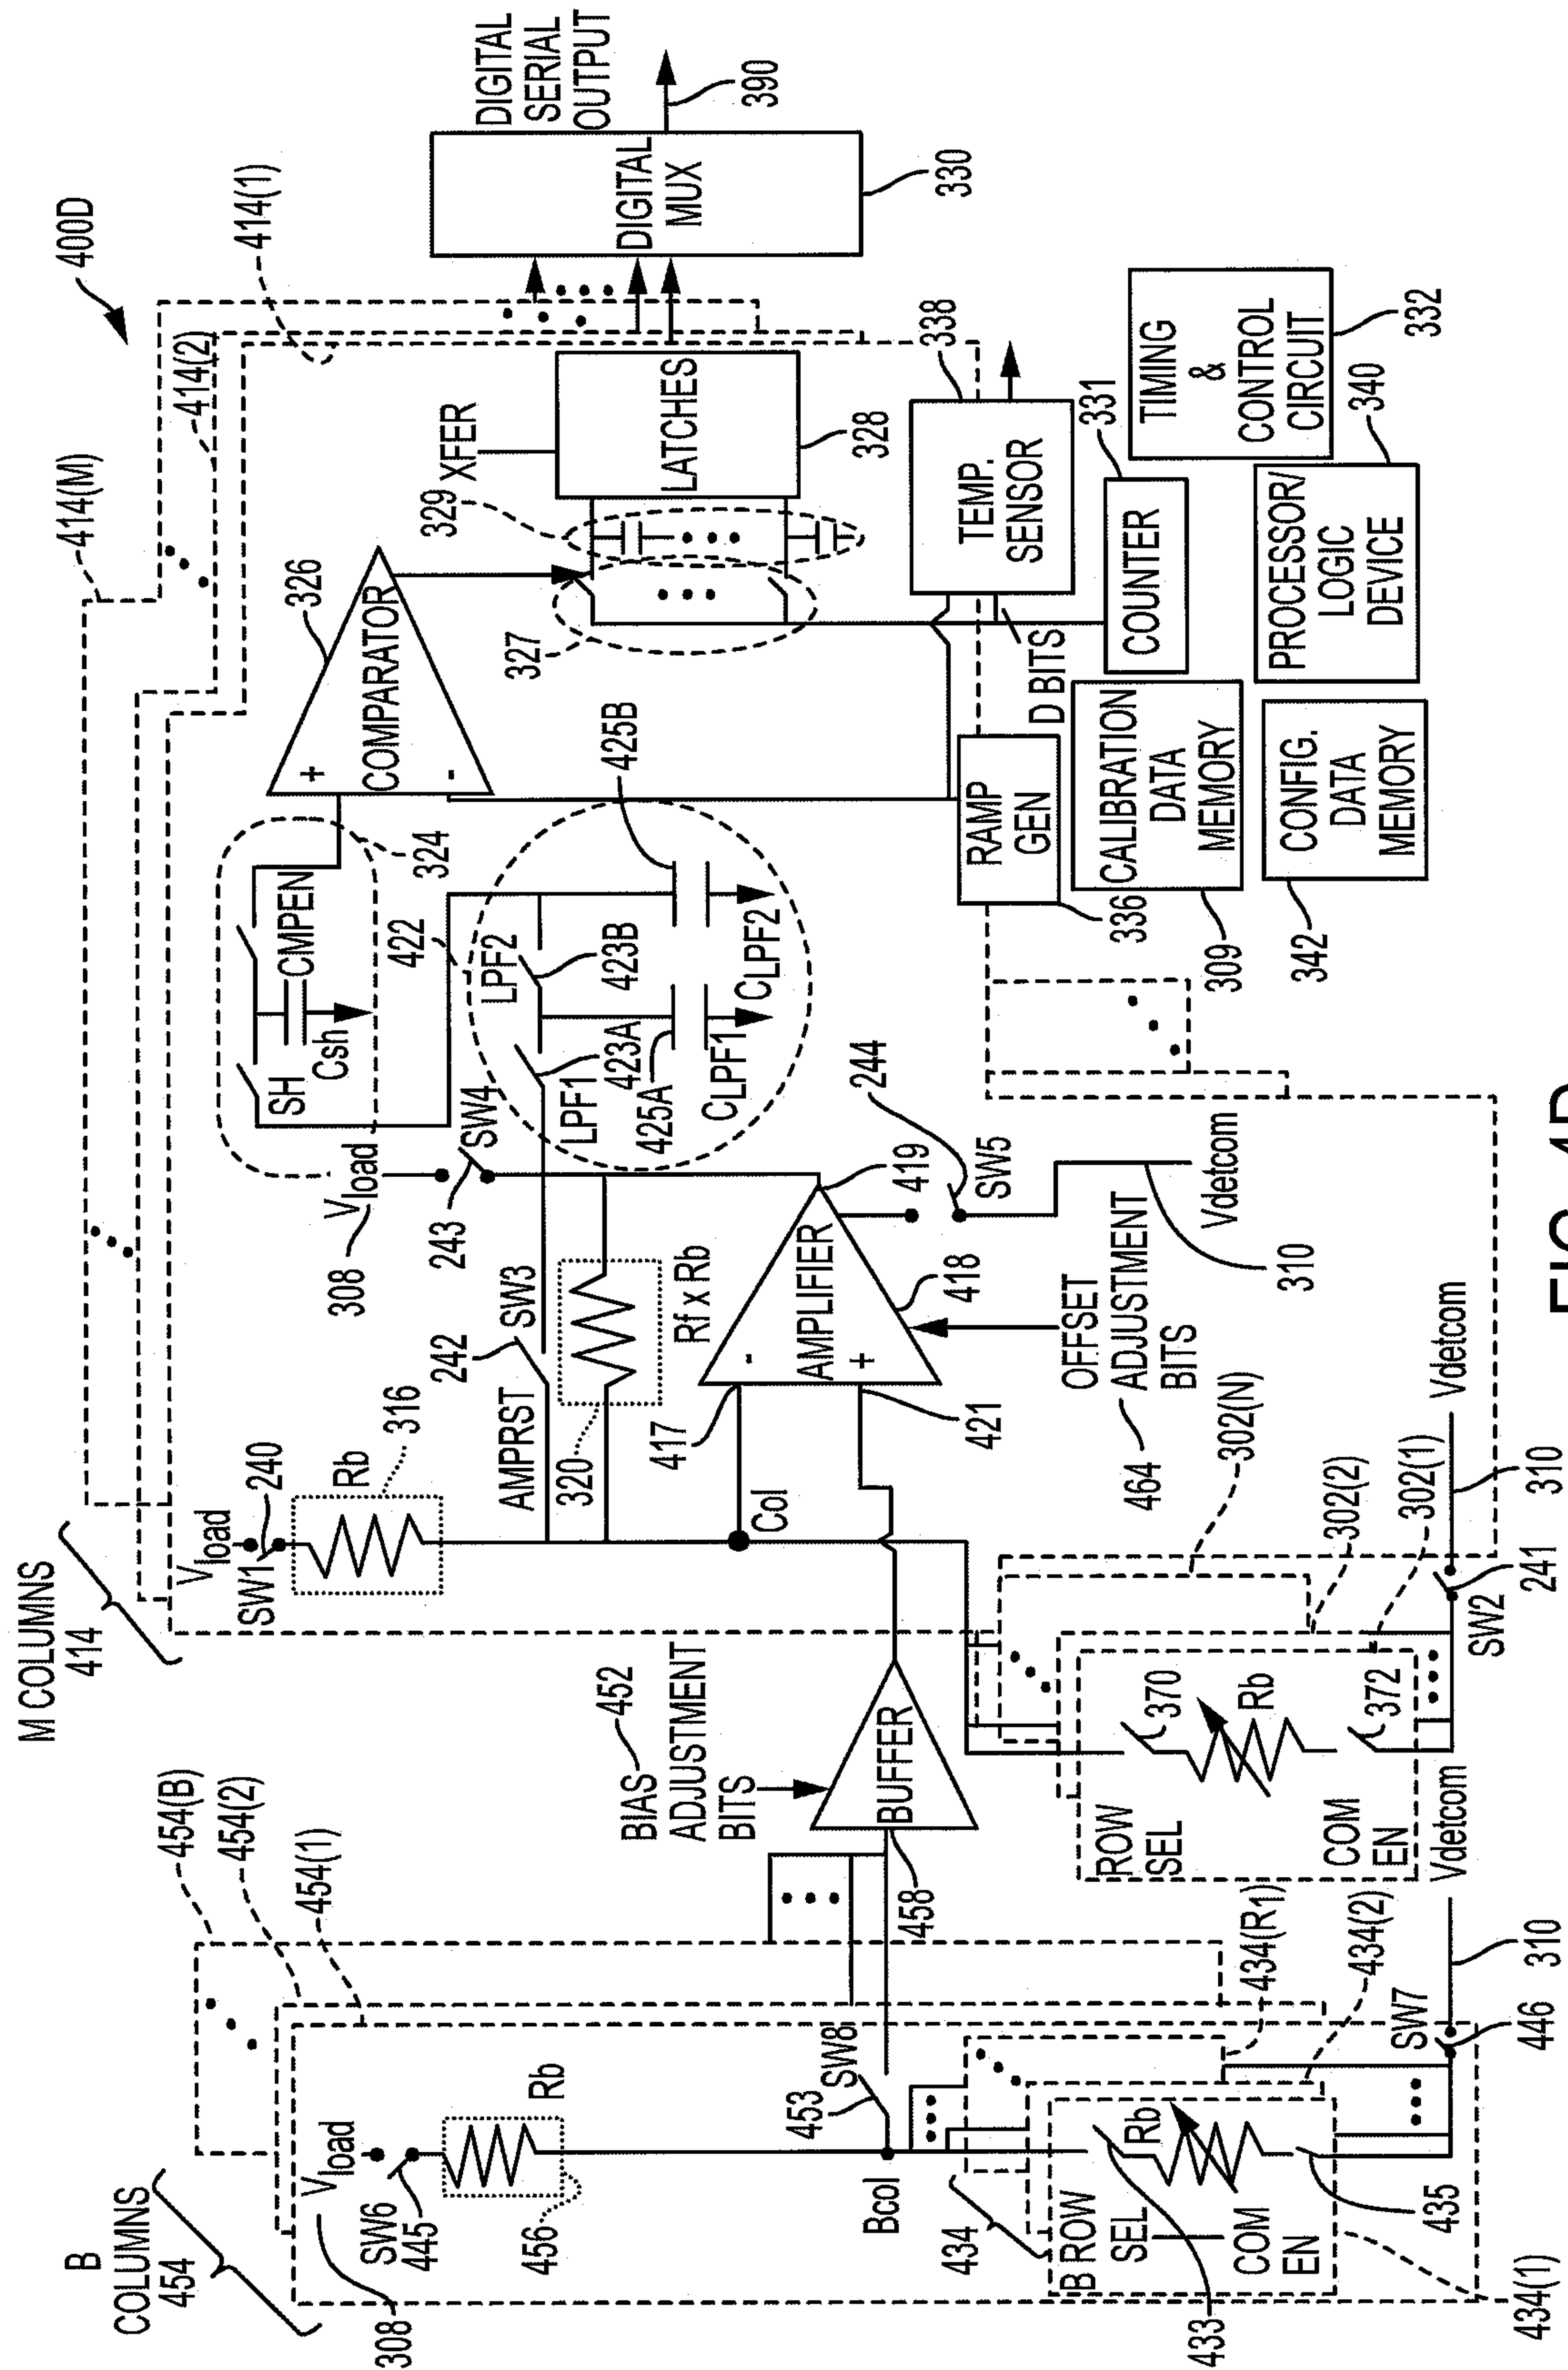 400D
M COLUMNS
414
414(M)
414(2)
414(1)
B
COLUMNS
454
454(B)
454(2)
454(1)
Vload
308
SW6
445
Rb
456
Bcol
453
SW8
434
B ROW
SEL
Rb
COM
EN
433
435
434(1)
434(2)
434(R1)
SW7
446
310
Vdetcom
458
BUFFER
BIAS
ADJUSTMENT
BITS
452
Vload
SW1
240
Rb
316
AMPRST
242
SW3
320
Rf x Rb
Col
417
421
-
+
AMPLIFIER
418
419
OFFSET
ADJUSTMENT
BITS
464
Vload
308
243
SW4
244
SW5
Vdetcom
310
302(N)
302(2)
302(1)
ROW
SEL
370
Rb
372
COM
EN
SW2
241
310
Vdetcom
SH
CMPEN
Csh
324
422
LPF1
423A
LPF2
423B
425A
CLPF1
425B
CLPF2
+
-
COMPARATOR
326
327
329
XFER
LATCHES
328
DIGITAL
MUX
330
DIGITAL
SERIAL
OUTPUT
390
RAMP
GEN
336
D BITS
TEMP.
SENSOR
338
COUNTER
331
TIMING
&
CONTROL
CIRCUIT
332
CALIBRATION
DATA
MEMORY
309
CONFIG.
DATA
MEMORY
342
PROCESSOR/
LOGIC
DEVICE
340